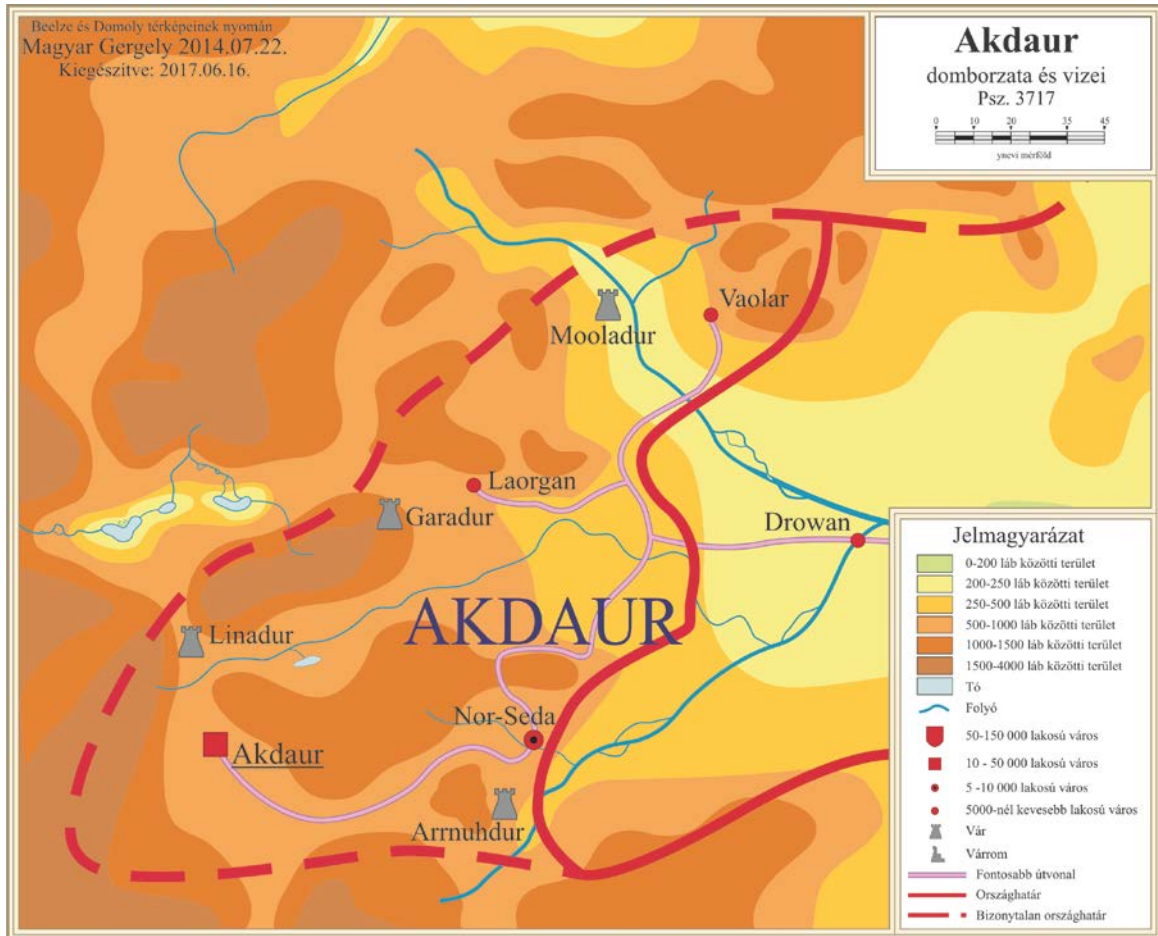 Beelze és Domoly térképeinek nyomán
Magyar Gergely 2014.07.22.
Kiegészítve: 2017.06.16.
Akdaur
domborzata és vizei
Psz. 3717
0 10 20 35 45
ynevi mérföld
Vaolar
Mooladur
Laorgan
Garadur
Drowan
AKDAUR
Linadur
Nor-Seda
Akdaur
Arrnuhdur
Jelmagyarázat
0-200 láb közötti terület
200-250 láb közötti terület
250-500 láb közötti terület
500-1000 láb közötti terület
1000-1500 láb közötti terület
1500-4000 láb közötti terület
Tó
Folyó
50-150 000 lakosú város
10 - 50 000 lakosú város
5 -10 000 lakosú város
5000-nél kevesebb lakosú város
Vár
Várrom
Fontosabb útvonal
Országhatár
Bizonytalan országhatár